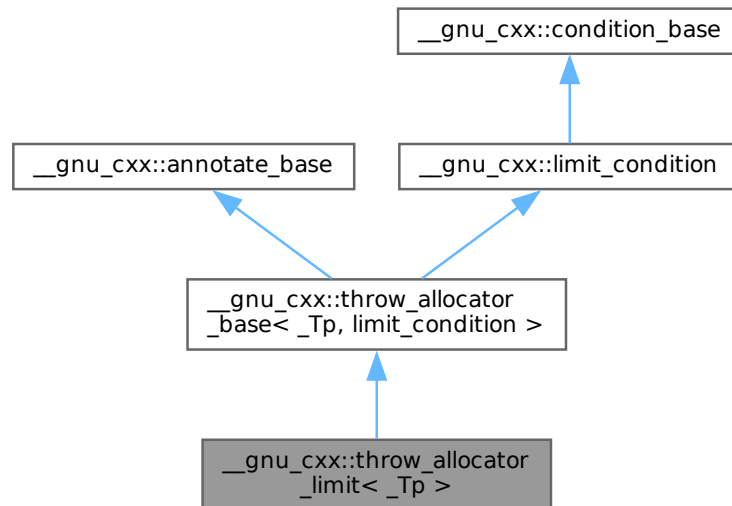 __gnu_cxx::condition_base
__gnu_cxx::annotate_base
__gnu_cxx::limit_condition
__gnu_cxx::throw_allocator
_base< _Tp, limit_condition >
__gnu_cxx::throw_allocator
_limit< _Tp >